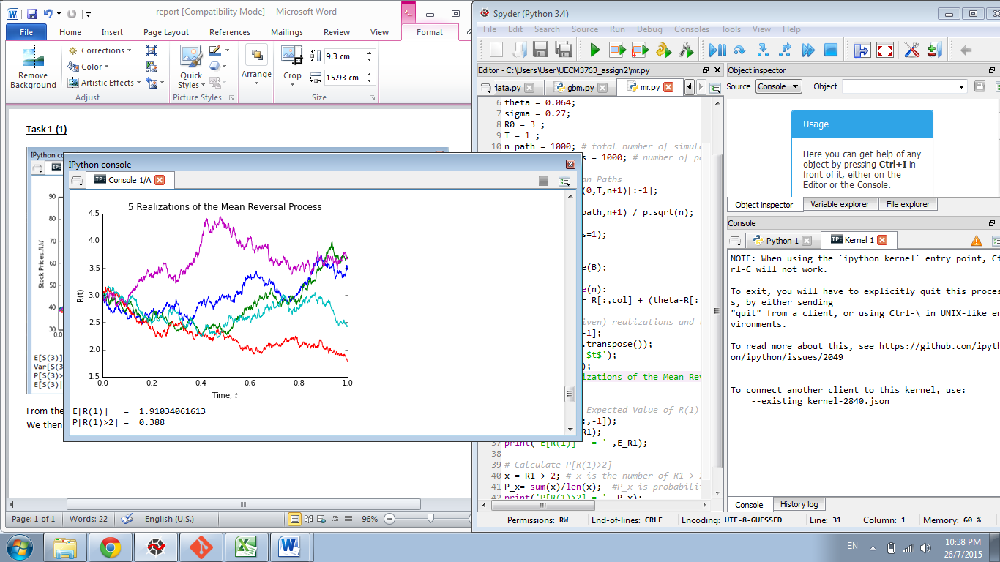 report [Compatibility Mode] - Microsoft Word
File Home Insert Page Layout References Mailings Review View Format
Remove Background
Corrections
Color
Artistic Effects
Adjust
Quick Styles
Picture Styles
Arrange
Crop
9.3 cm
15.93 cm
Size
Task 1 (1)
IPython co
Stock Prices, RM
90
80
70
60
50
40
30
0.0
E[S(3)]
Var[S(3
P[S(3)>
E[S(3)|
From the
We then
IPython console
Console 1/A
5 Realizations of the Mean Reversal Process
R(t)
4.5
4.0
3.5
3.0
2.5
2.0
1.5
0.0 0.2 0.4 0.6 0.8 1.0
Time, t
E[R(1)] = 1.91034061613
P[R(1)>2] = 0.388
Page: 1 of 1 Words: 22 English (U.S.) 96%
Spyder (Python 3.4)
File Edit Search Source Run Debug Consoles Tools View Help
Editor - C:\Users\User\UECM3763_assign2\mr.py
data.py gbm.py mr.py
6 theta = 0.064;
7 sigma = 0.27;
8 R0 = 3 ;
9 T = 1 ;
10 n_path = 1000; # total number of simula
s = 1000; # number of pa
an Paths
(0,T,n+1)[:-1];
path,n+1) / p.sqrt(n);
s=1);
e(B);
e(n):
= R[:,col] + (theta-R[:,
iven) realizations and
-1];
.transpose());
$t$');
);
izations of the Mean Rev
Expected Value of R(1)
:,-1]);
R1);
37 print('E[R(1)] = ' ,E_R1);
38
39 # Calculate P[R(1)>2]
40 x = R1 > 2; # x is the number of R1 > 2
41 P_x= sum(x)/len(x); #P_x is probabilit
42 print('P[R(1)>2] = ', P_x);
Object inspector
Source Console Object
Usage
Here you can get help of any
object by pressing Ctrl+I in
front of it, either on the
Editor or the Console.
Object inspector Variable explorer File explorer
Console
Python 1 Kernel 1
NOTE: When using the `ipython kernel` entry point, Ct
rl-C will not work.
To exit, you will have to explicitly quit this proces
s, by either sending
"quit" from a client, or using Ctrl-\ in UNIX-like en
vironments.
To read more about this, see https://github.com/ipyth
on/ipython/issues/2049
To connect another client to this kernel, use:
--existing kernel-2840.json
Console History log
Permissions: RW End-of-lines: CRLF Encoding: UTF-8-GUESSED Line: 31 Column: 1 Memory: 60 %
EN
10:38 PM
26/7/2015